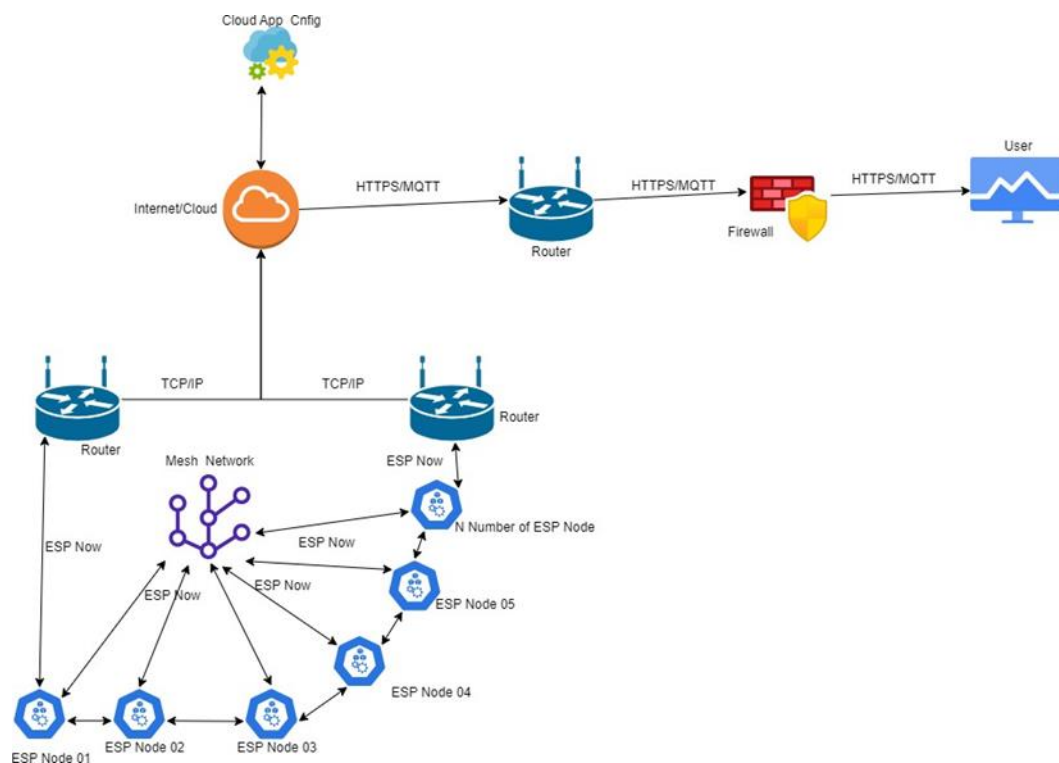 Cloud App Cnfig
User
HTTPS/MQTT
HTTPS/MQTT
HTTPS/MQTT
Internet/Cloud
Firewall
Router
TCP/IP
TCP/IP
Router
Router
Mesh Network
ESP Now
N Number of ESP Node
ESP Now
ESP Now
ESP Now
ESP Now
ESP Node 05
ESP Node 04
ESP Node 01
ESP Node 02
ESP Node 03